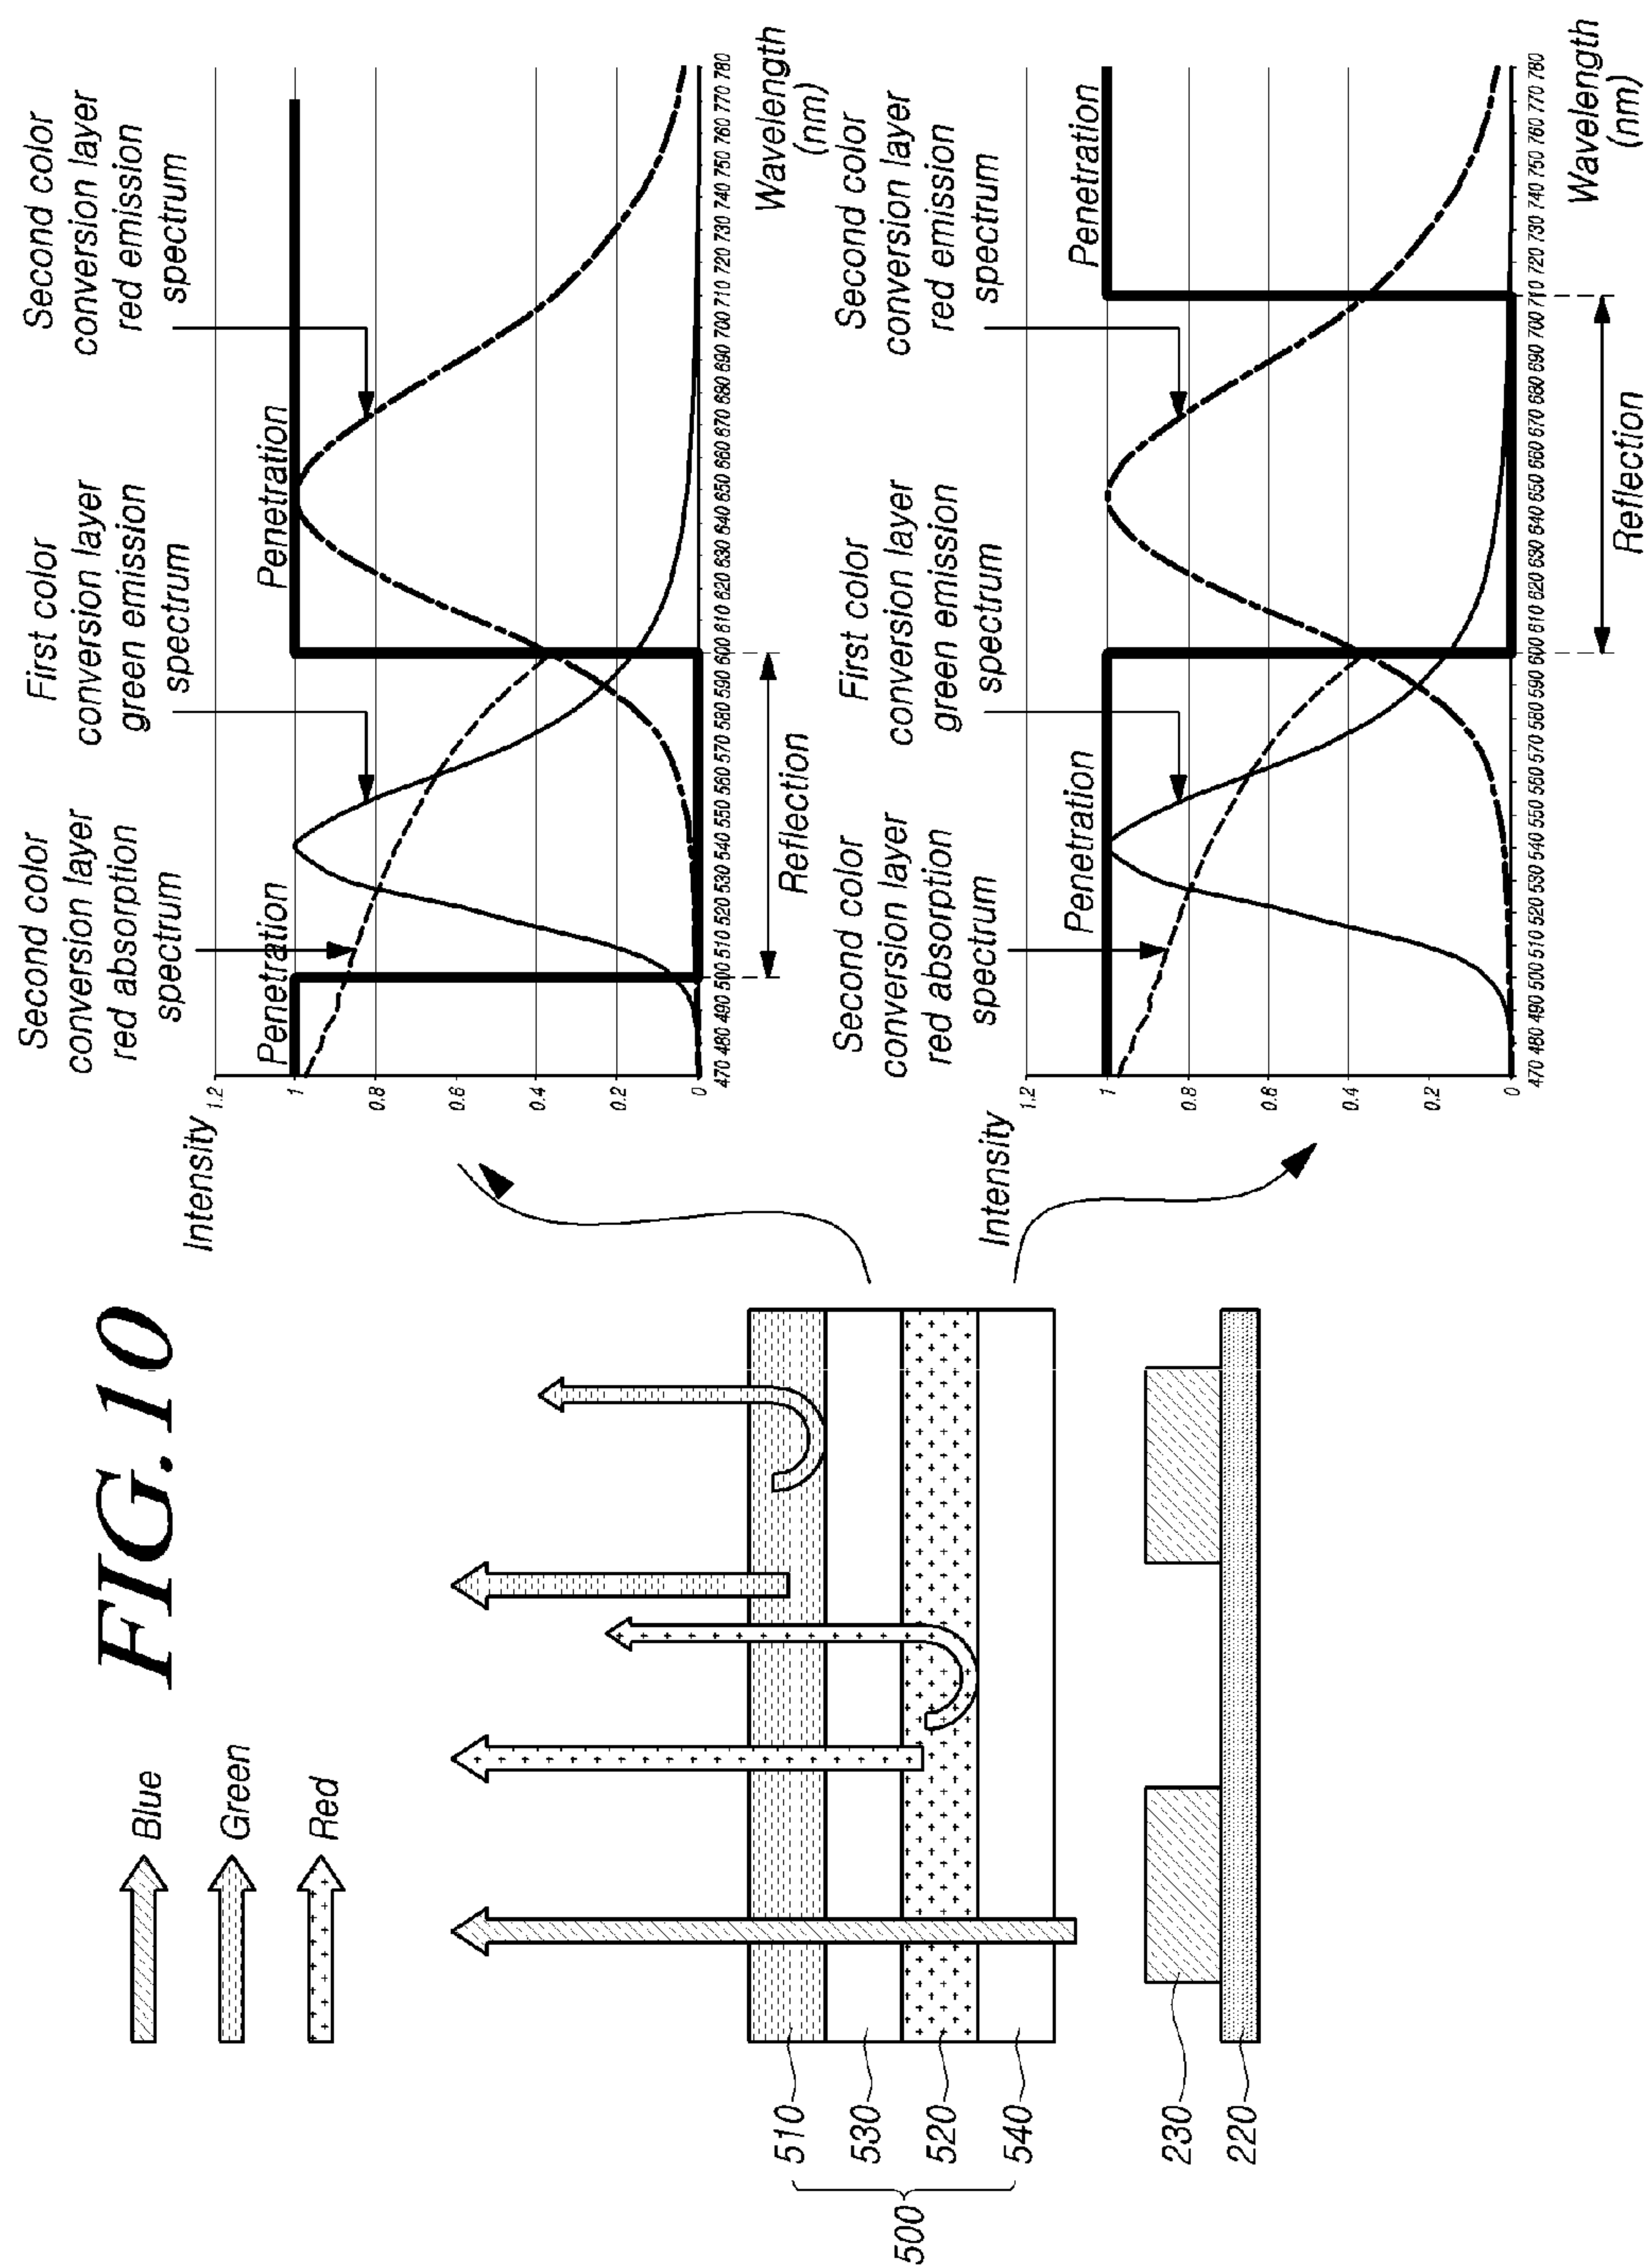 FIG.10
Blue
Green
Red
510
530
520
540
500
230
220
Intensity
1.2
1
0.8
0.6
0.4
0.2
0
Second color
conversion layer
red absorption
spectrum
First color
conversion layer
green emission
spectrum
Second color
conversion layer
red emission
spectrum
Penetration
Penetration
470 480 490 500 510 520 530 540 550 560 570 580 590 600 610 620 630 640 650 660 670 680 690 700 710 720 730 740 750 760 770 780
Wavelength
(nm)
Reflection
Intensity
1.2
1
0.8
0.6
0.4
0.2
0
Second color
conversion layer
red absorption
spectrum
First color
conversion layer
green emission
spectrum
Second color
conversion layer
red emission
spectrum
Penetration
Penetration
470 480 490 500 510 520 530 540 550 560 570 580 590 600 610 620 630 640 650 660 670 680 690 700 710 720 730 740 750 760 770 780
Wavelength
(nm)
Reflection